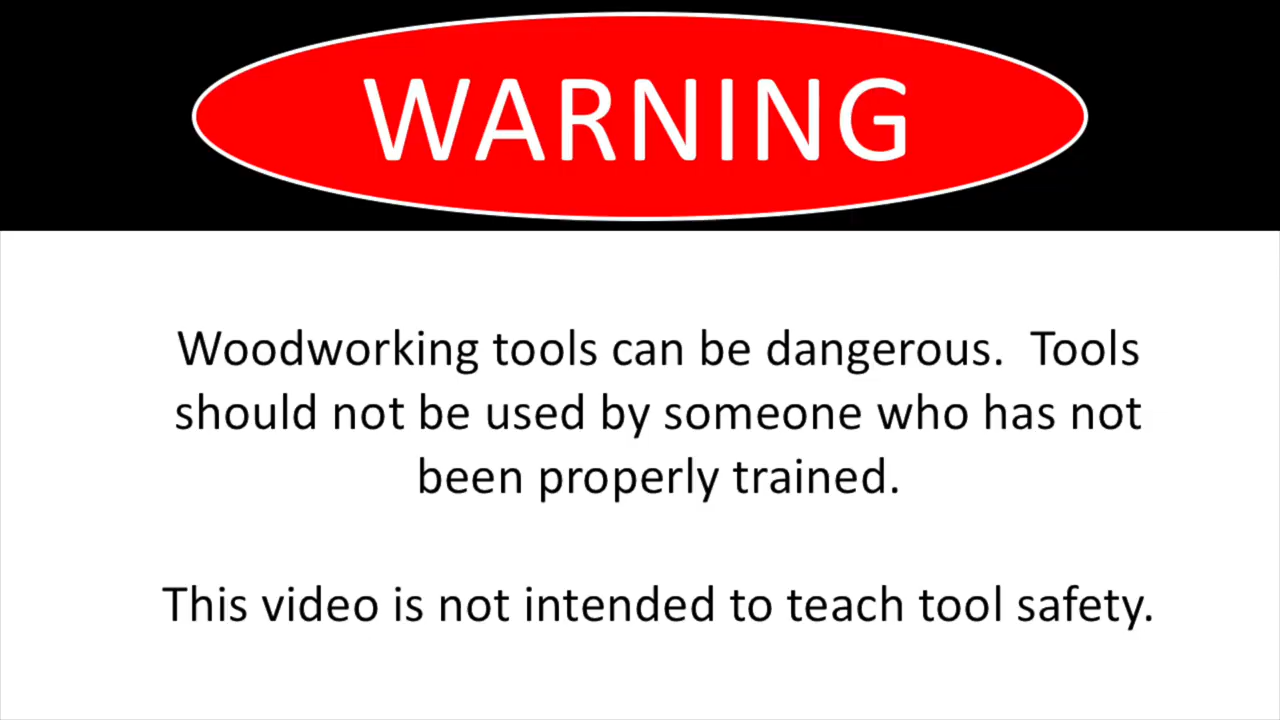 WARNING
Woodworking tools can be dangerous.  Tools
should not be used by someone who has not
been properly trained.
This video is not intended to teach tool safety.